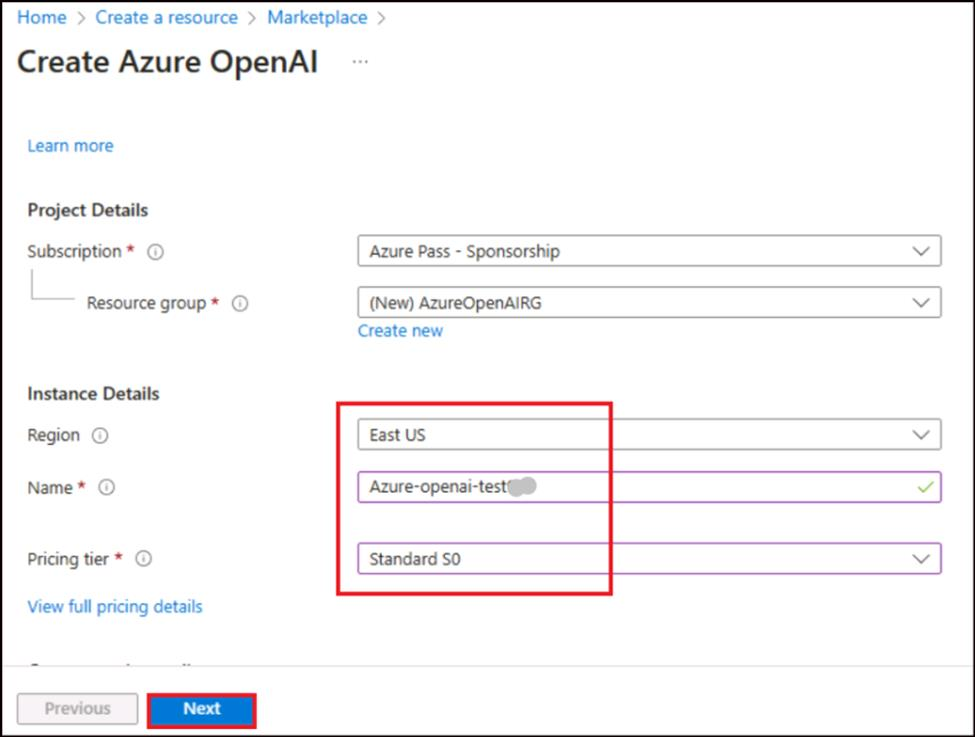 Home > Create a resource > Marketplace >
Create Azure OpenAI ...
Learn more
Project Details
Subscription * Azure Pass - Sponsorship
Resource group * (New) AzureOpenAIRG
Create new
Instance Details
Region East US
Name * Azure-openai-test
Pricing tier * Standard S0
View full pricing details
Previous Next